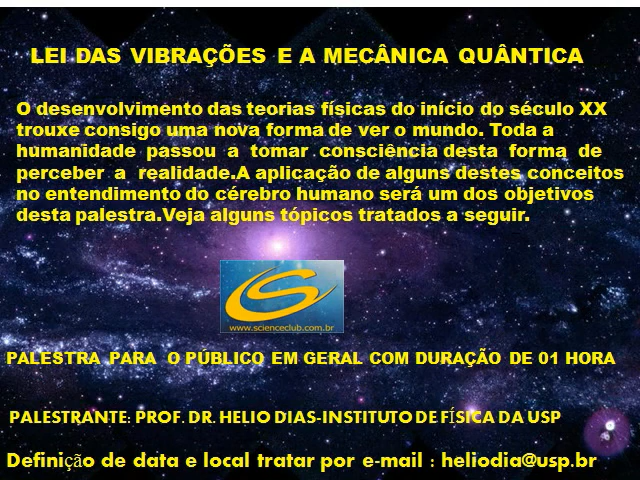 LEI DAS VIBRAÇÕES E A MECÂNICA QUÂNTICA
O desenvolvimento das teorias físicas do início do século XX
trouxe consigo uma nova forma de ver o mundo. Toda a
humanidade passou a tomar consciência desta forma de
perceber a realidade.A aplicação de alguns destes conceitos
no entendimento do cérebro humano será um dos objetivos
desta palestra.Veja alguns tópicos tratados a seguir.
www.scienceclub.com.br
PALESTRA PARA O PÚBLICO EM GERAL COM DURAÇÃO DE 01 HORA
PALESTRANTE: PROF. DR. HELIO DIAS-INSTITUTO DE FÍSICA DA USP
Definição de data e local tratar por e-mail : heliodia@usp.br